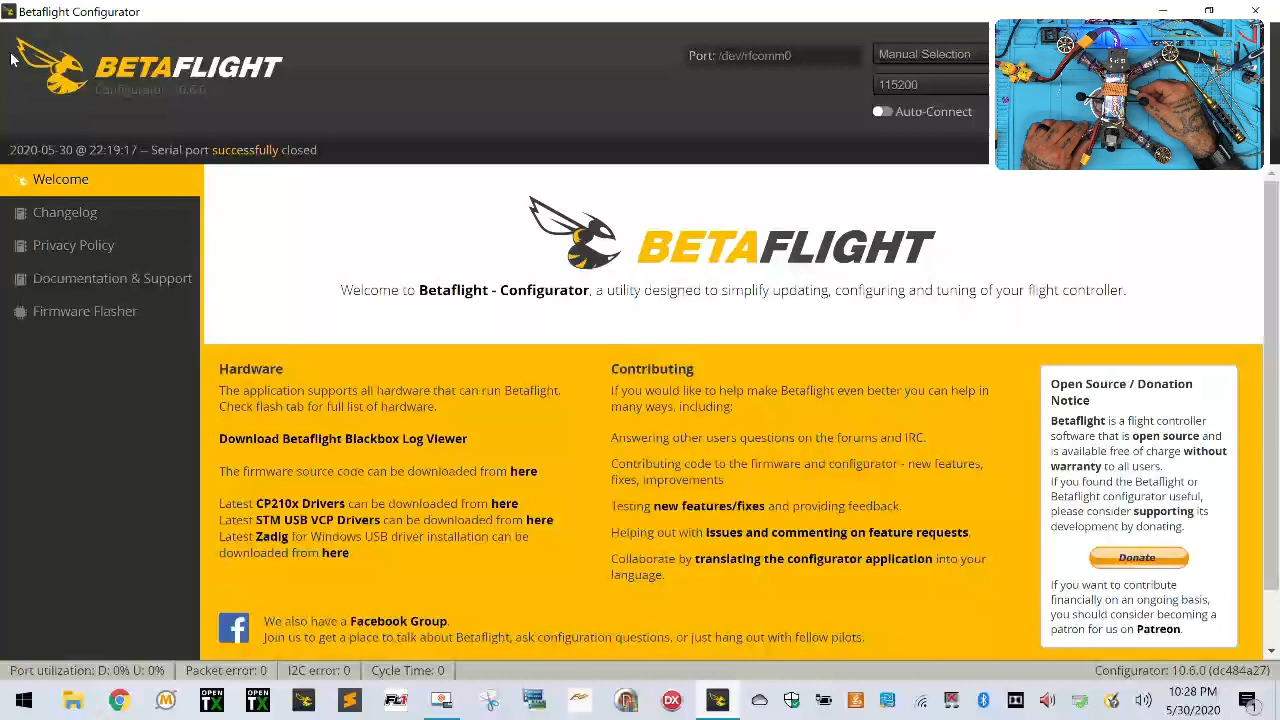 Betaflight Configurator
BETAFLIGHT
Configurator 10.6.0
Port: /dev/rfcomm0
Manual Selection
115200
Auto-Connect
2020-05-30 @ 22:19:17 -- Serial port successfully closed
Welcome
Changelog
Privacy Policy
Documentation & Support
Firmware Flasher
BETAFLIGHT
Welcome to Betaflight - Configurator, a utility designed to simplify updating, configuring and tuning of your flight controller.
Hardware
The application supports all hardware that can run Betaflight.
Check flash tab for full list of hardware.
Download Betaflight Blackbox Log Viewer
The firmware source code can be downloaded from here
Latest CP210x Drivers can be downloaded from here
Latest STM USB VCP Drivers can be downloaded from here
Latest Zadig for Windows USB driver installation can be
downloaded from here
Contributing
If you would like to help make Betaflight even better you can help in
many ways, including:
Answering other users questions on the forums and IRC.
Contributing code to the firmware and configurator - new features,
fixes, improvements
Testing new features/fixes and providing feedback.
Helping out with issues and commenting on feature requests.
Collaborate by translating the configurator application into your
language.
Open Source / Donation
Notice
Betaflight is a flight controller
software that is open source and
is available free of charge without
warranty to all users.
If you found the Betaflight or
Betaflight configurator useful,
please consider supporting its
development by donating.
Donate
If you want to contribute
financially on an ongoing basis,
you should consider becoming a
patron for us on Patreon.
We also have a Facebook Group.
Join us to get a place to talk about Betaflight, ask configuration questions, or just hang out with fellow pilots.
Port utilization: D: 0% U: 0%
Packet error: 0
I2C error: 0
Cycle Time: 0
Configurator: 10.6.0 (dc484a27)
OPEN
TX
OPEN
TX
DX
10:28 PM
5/30/2020